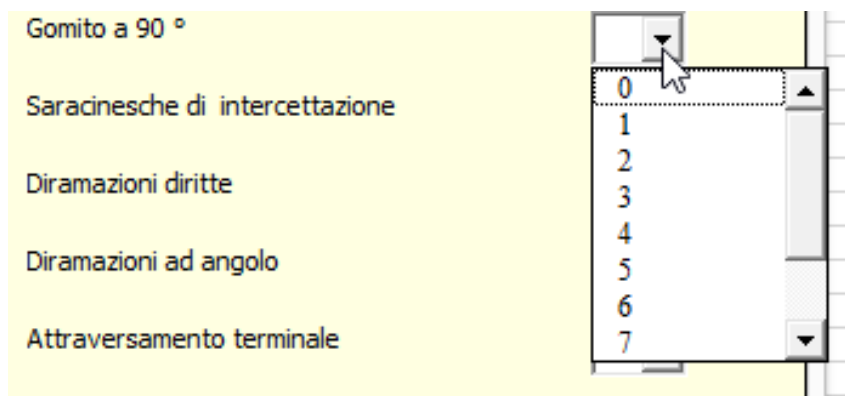 Gomito a 90 °
0
Saracinesche di intercettazione
1
2
Diramazioni diritte
3
4
Diramazioni ad angolo
5
6
Attraversamento terminale
7